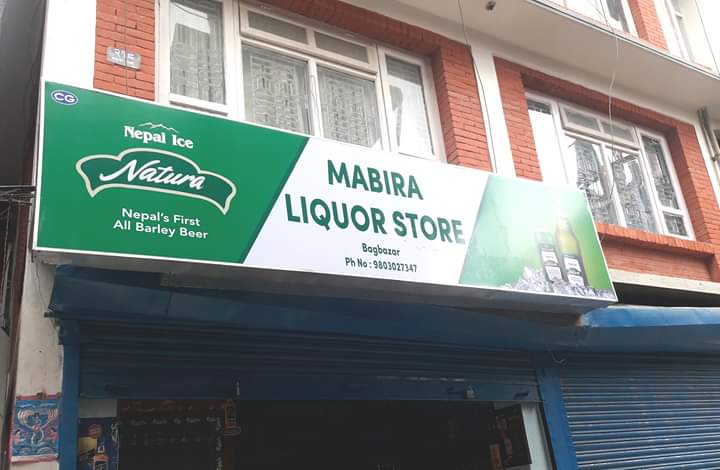 CG
Nepal Ice
Natura
Nepal's First
All Barley Beer
MABIRA
LIQUOR STORE
Bagbazar
Ph No : 9803027347